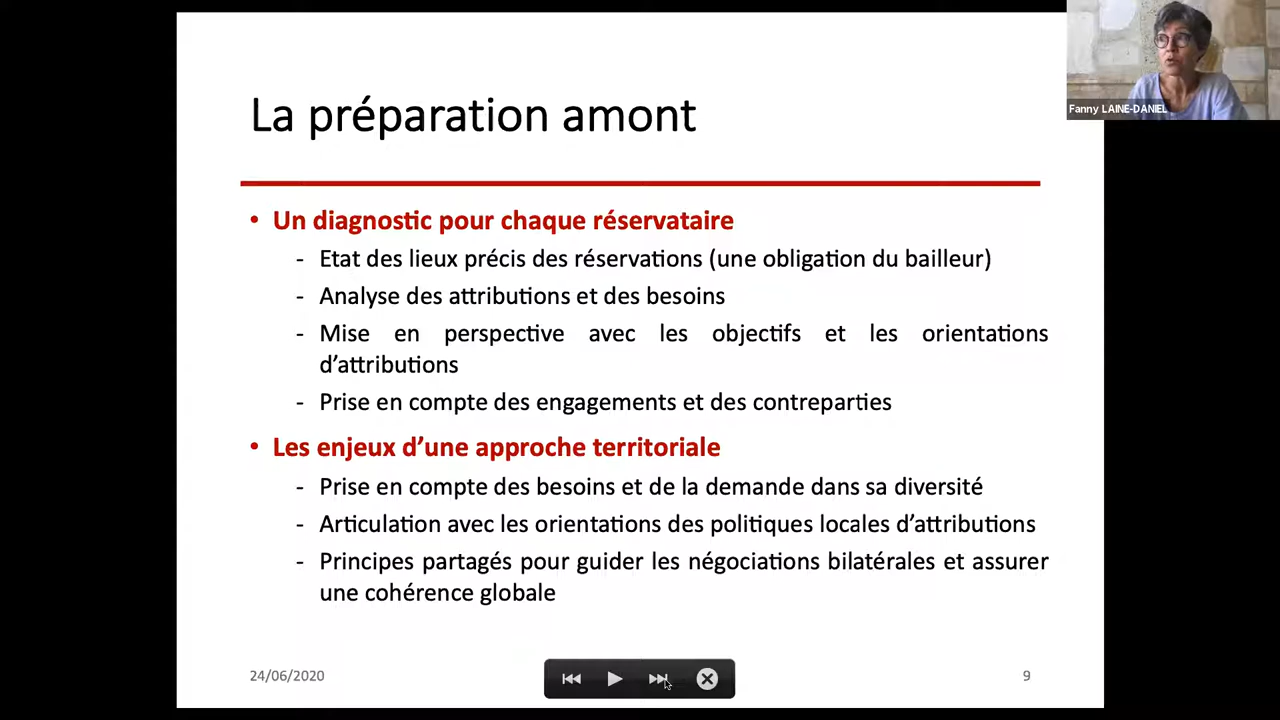 Fanny LAINE-DANIEL
La préparation amont
• Un diagnostic pour chaque réservataire
- Etat des lieux précis des réservations (une obligation du bailleur)
- Analyse des attributions et des besoins
- Mise en perspective avec les objectifs et les orientations
d’attributions
- Prise en compte des engagements et des contreparties
• Les enjeux d’une approche territoriale
- Prise en compte des besoins et de la demande dans sa diversité
- Articulation avec les orientations des politiques locales d’attributions
- Principes partagés pour guider les négociations bilatérales et assurer
une cohérence globale
24/06/2020
9